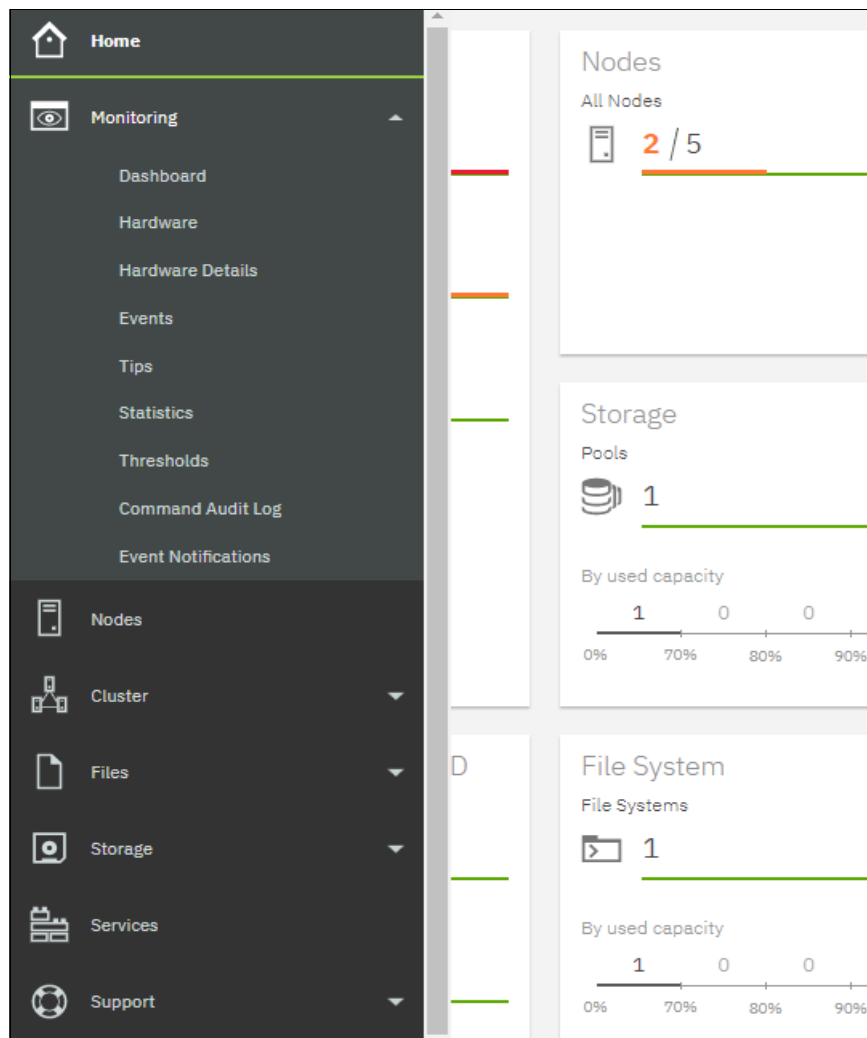 Home
Monitoring
Dashboard
Hardware
Hardware Details
Events
Tips
Statistics
Thresholds
Command Audit Log
Event Notifications
Nodes
Cluster
Files
Storage
Services
Support
D
Nodes
All Nodes
2 / 5
Storage
Pools
1
By used capacity
1 0 0
0% 70% 80% 90%
File System
File Systems
1
By used capacity
1 0 0
0% 70% 80% 90%